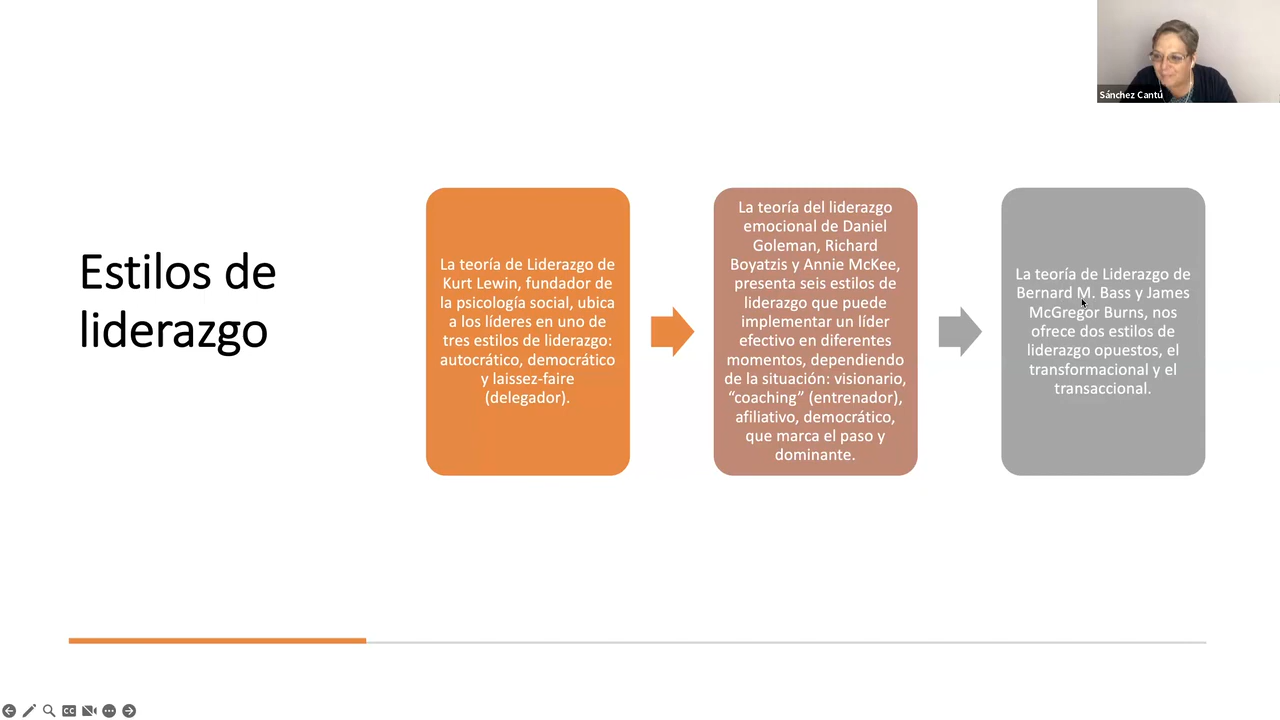 Sánchez Cantú
Estilos de
liderazgo
La teoría de Liderazgo de
Kurt Lewin, fundador de
la psicología social, ubica
a los líderes en uno de
tres estilos de liderazgo:
autocrático, democrático
y laissez-faire
(delegador).
La teoría del liderazgo
emocional de Daniel
Goleman, Richard
Boyatzis y Annie McKee,
presenta seis estilos de
liderazgo que puede
implementar un líder
efectivo en diferentes
momentos, dependiendo
de la situación: visionario,
“coaching” (entrenador),
afiliativo, democrático,
que marca el paso y
dominante.
La teoría de Liderazgo de
Bernard M. Bass y James
McGregor Burns, nos
ofrece dos estilos de
liderazgo opuestos, el
transformacional y el
transaccional.
CC